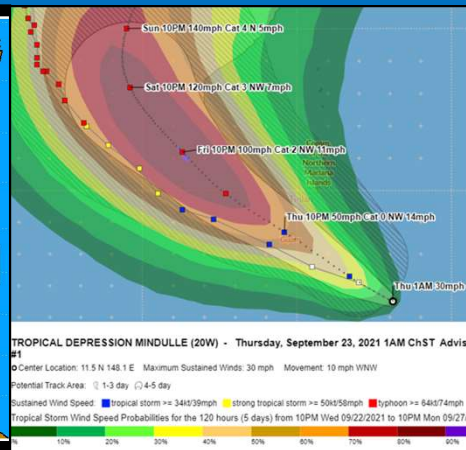 Sun 10PM 140mph Cat 4 N 5mph
Sat 10PM 120mph Cat 3 NW 7mph
Fri 10PM 100mph Cat 2 NW 11mph
Northern
Mariana
Islands
Thu 10PM 50mph Cat 0 NW 14mph
Thu 1AM 30mph
TROPICAL DEPRESSION MINDULLE (20W) - Thursday, September 23, 2021 1AM ChST Advis
#1
Center Location: 11.5 N 148.1 E Maximum Sustained Winds: 30 mph Movement: 10 mph WNW
Potential Track Area: 1-3 day 4-5 day
Sustained Wind Speed: tropical storm >= 34kt/39mph strong tropical storm >= 50kt/58mph typhoon >= 64kt/74mph
Tropical Storm Wind Speed Probabilities for the 120 hours (5 days) from 10PM Wed 09/22/2021 to 10PM Mon 09/27/
% 10% 20% 30% 40% 50% 60% 70% 80% 90%